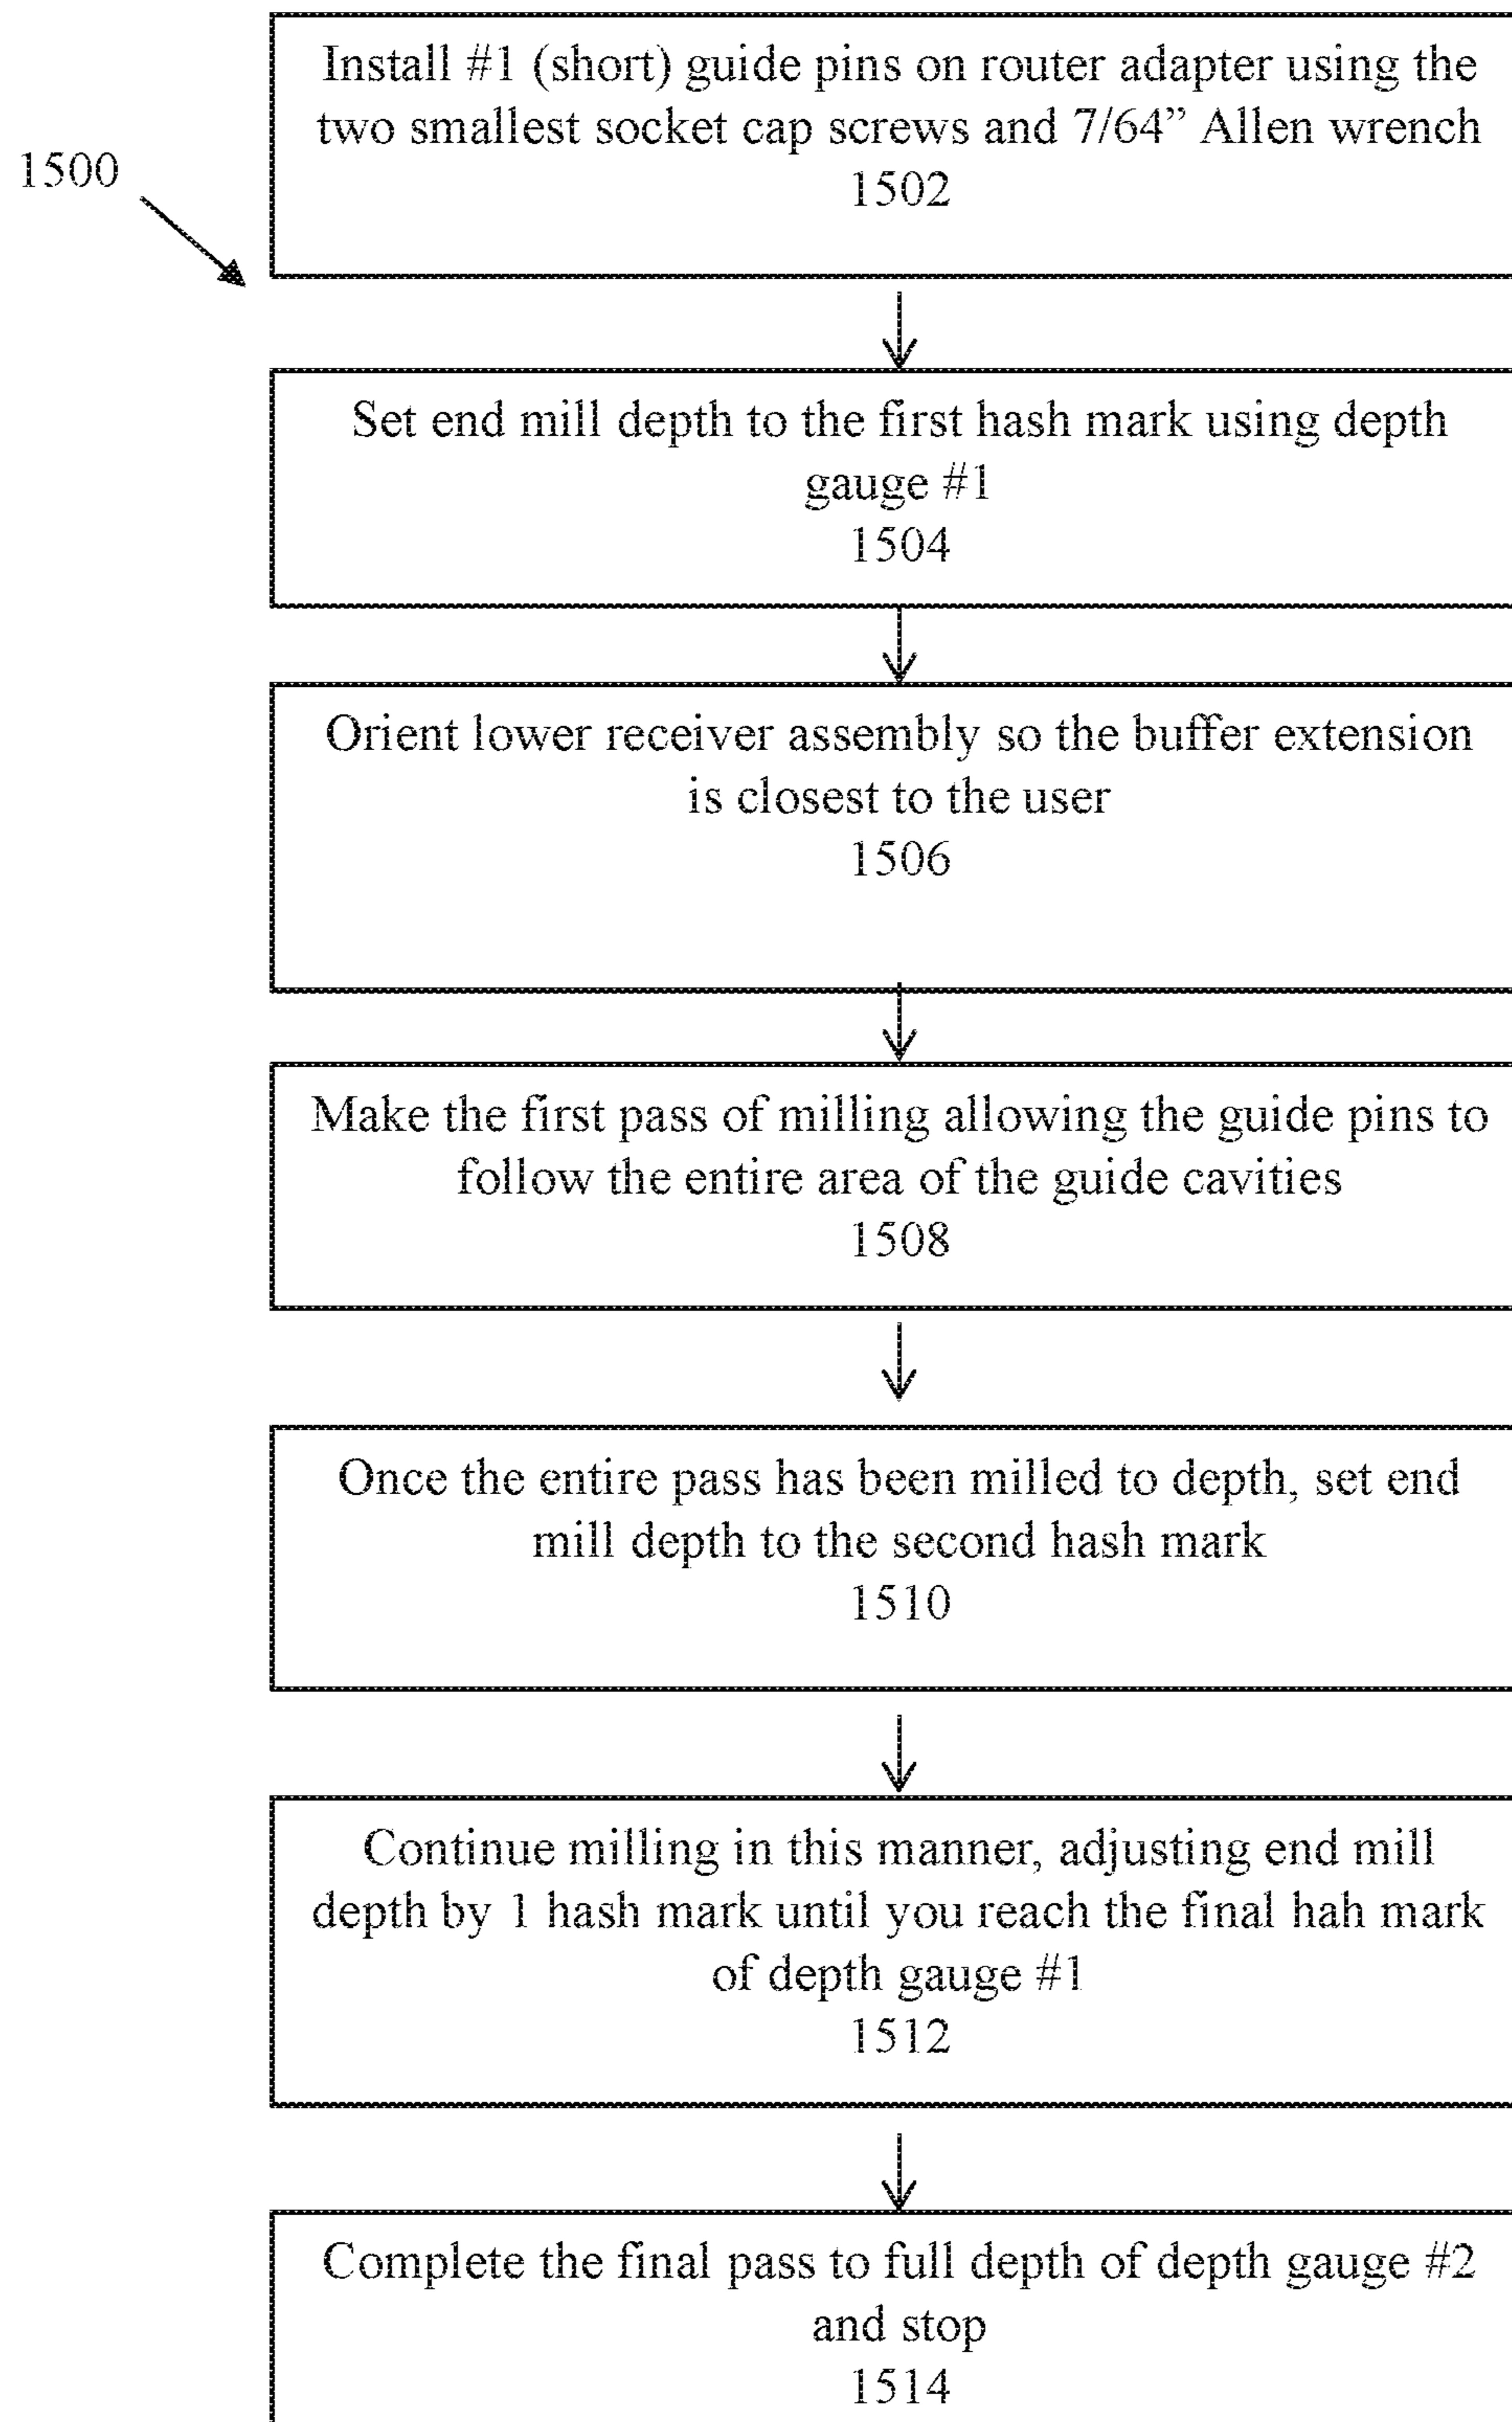 Install #1 (short) guide pins on router adapter using the
two smallest socket cap screws and 7/64” Allen wrench
1502
1500
Set end mill depth to the first hash mark using depth
gauge #1
1504
Orient lower receiver assembly so the buffer extension
is closest to the user
1506
Make the first pass of milling allowing the guide pins to
follow the entire area of the guide cavities
1508
Once the entire pass has been milled to depth, set end
mill depth to the second hash mark
1510
Continue milling in this manner, adjusting end mill
depth by 1 hash mark until you reach the final hah mark
of depth gauge #1
1512
Complete the final pass to full depth of depth gauge #2
and stop
1514